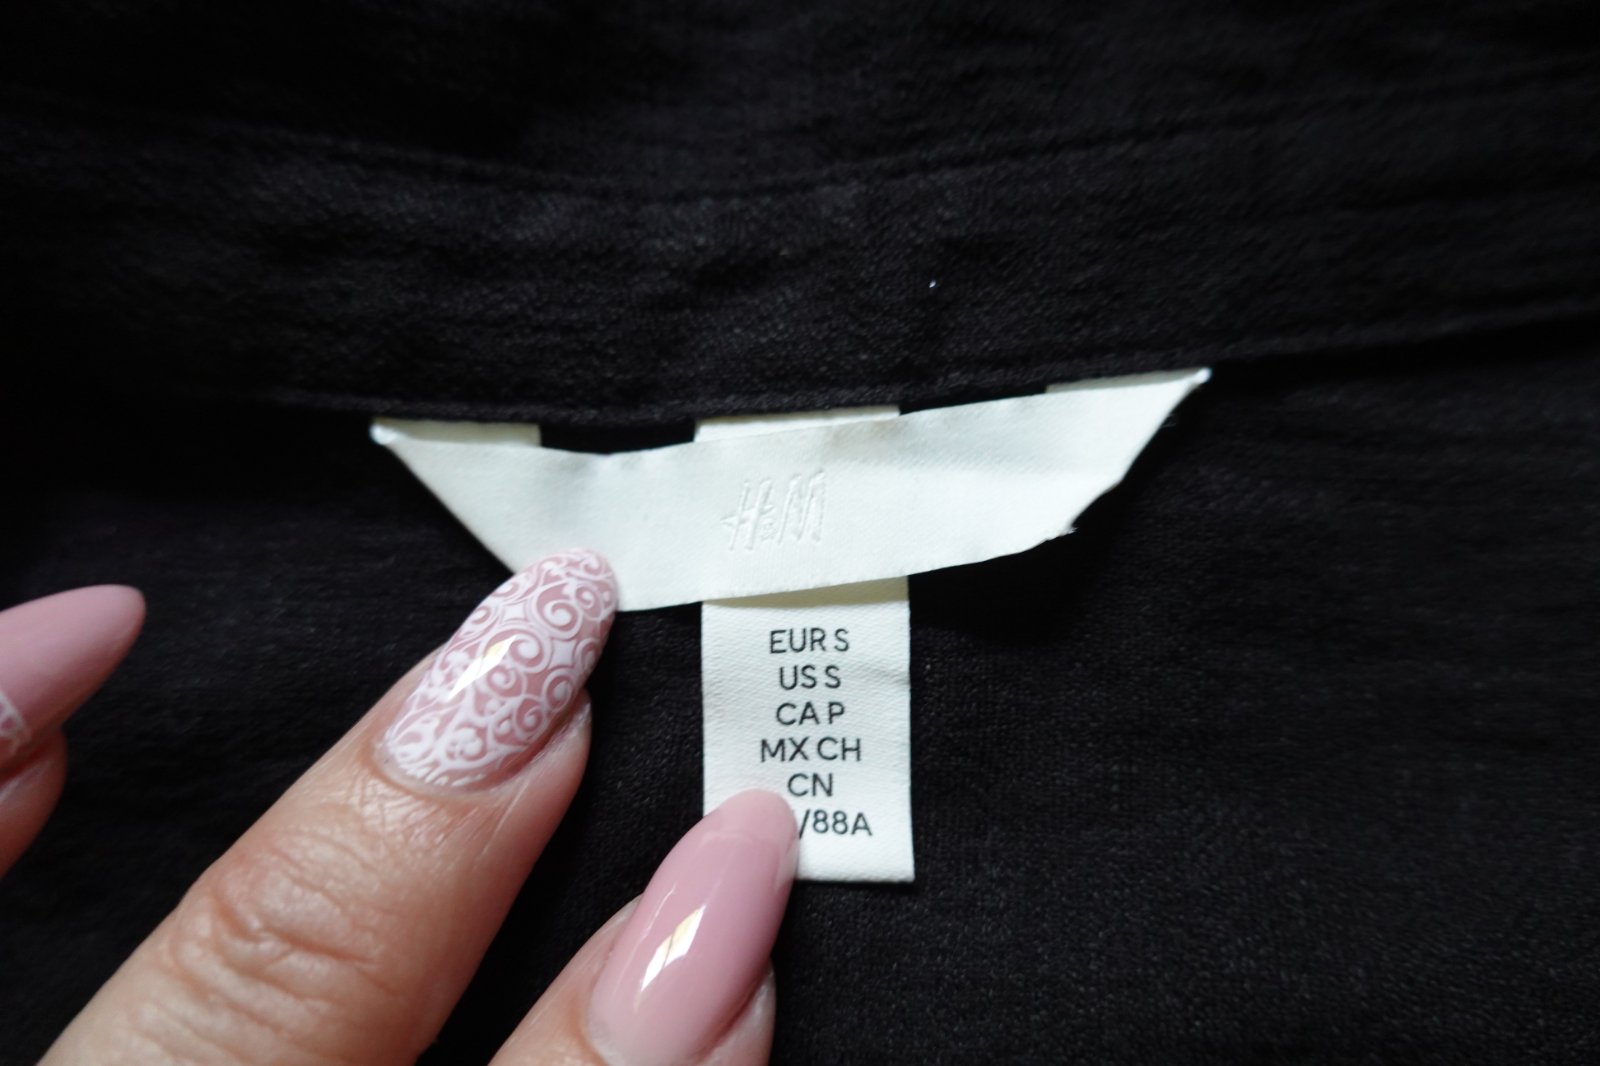 H&M
EUR S
US S
CA P
MX CH
CN
/88A